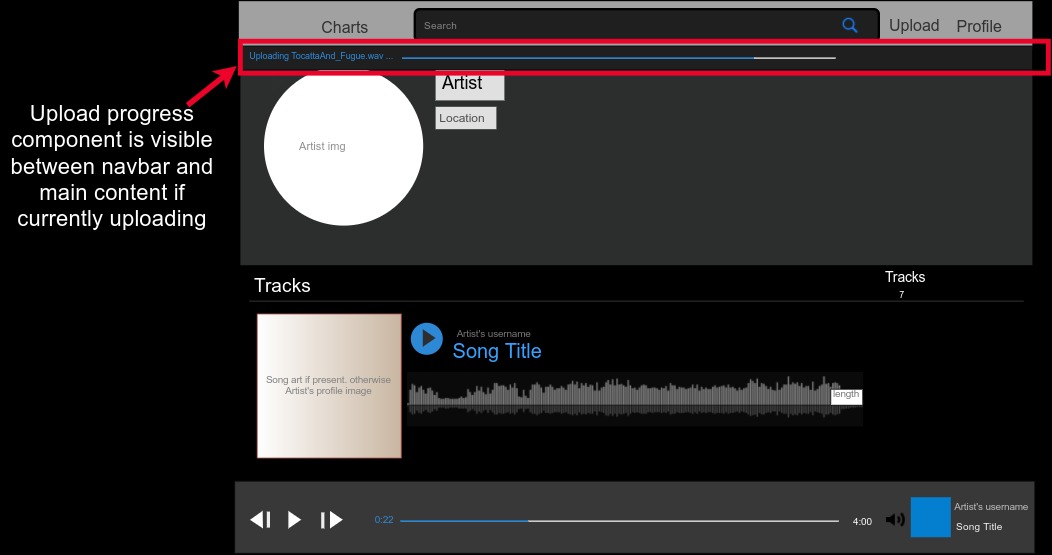 Charts
Search
Upload
Profile
Uploading TocattaAnd_Fugue.wav ...
Upload progress
component is visible
between navbar and
main content if
currently uploading
Artist
Location
Artist img
Tracks
Tracks
7
Song art if present. otherwise
Artist's profile image
Artist's username
Song Title
length
0:22
4:00
Artist's username
Song Title